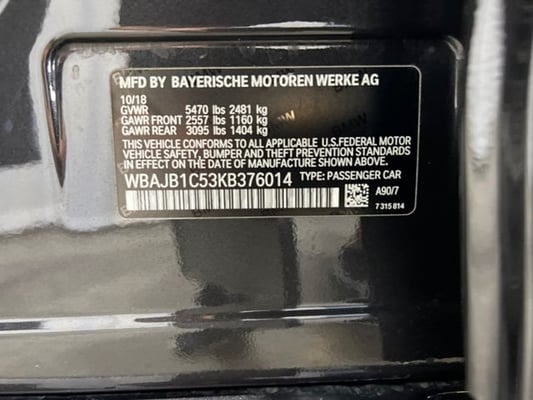 MFD BY BAYERISCHE MOTOREN WERKE AG
10/18
GVWR 5470 lbs 2481 kg
GAWR FRONT 2557 lbs 1160 kg
GAWR REAR 3095 lbs 1404 kg
THIS VEHICLE CONFORMS TO ALL APPLICABLE U.S.FEDERAL MOTOR
VEHICLE SAFETY, BUMPER AND THEFT PREVENTION STANDARDS
IN EFFECT ON THE DATE OF MANUFACTURE SHOWN ABOVE.
WBAJB1C53KB376014 TYPE: PASSENGER CAR
A90/7
7 315 814